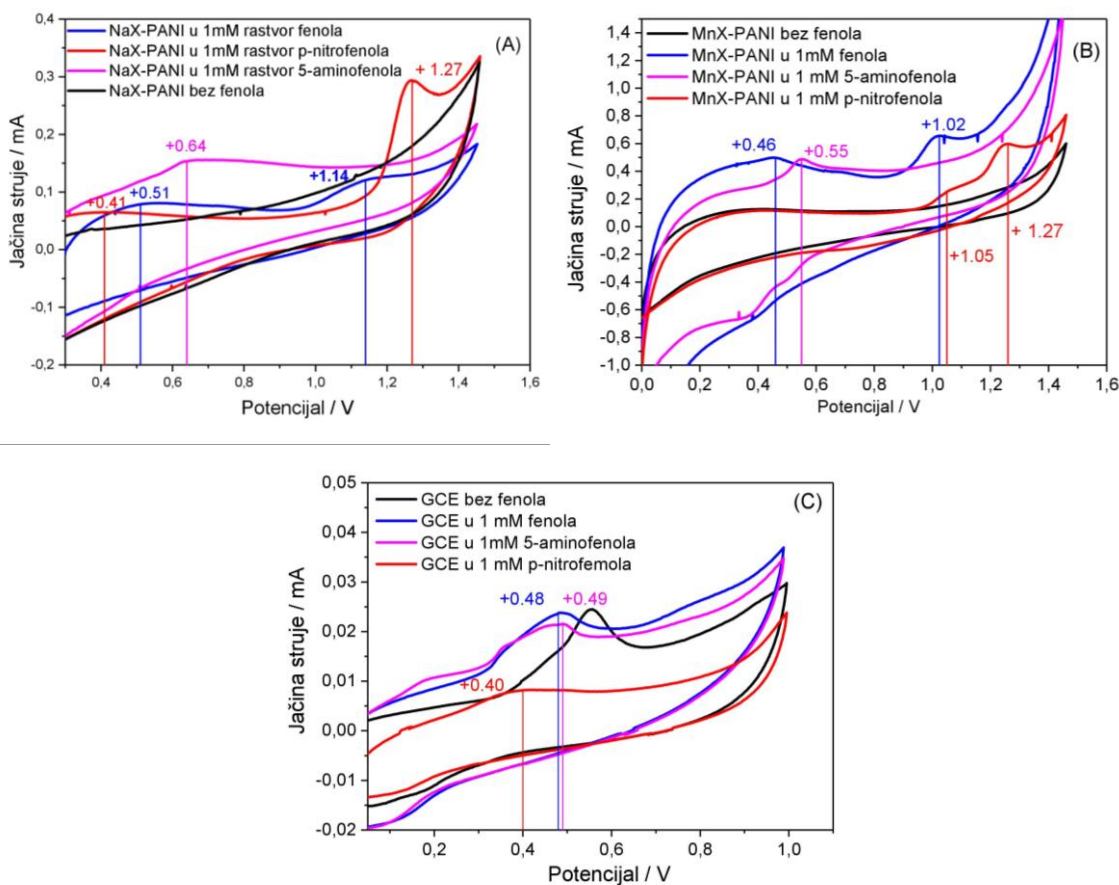 0,4
0,3
0,2
0,1
0,0
-0,1
-0,2
Jačina struje / mA
NaX-PANI u 1mM rastvor fenola
NaX-PANI u 1mM rastvor p-nitrofenola
NaX-PANI u 1mM rastvor 5-aminofenola
NaX-PANI bez fenola
(A)
+ 1.27
+0.64
+0.41
+0.51
+1.14
0,4 0,6 0,8 1,0 1,2 1,4 1,6
Potencijal / V
1,4
1,2
1,0
0,8
0,6
0,4
0,2
0,0
-0,2
-0,4
-0,6
-0,8
-1,0
Jačina struje / mA
MnX-PANI bez fenola
MnX-PANI u 1mM fenola
MnX-PANI u 1 mM 5-aminofenola
MnX-PANI u 1 mM p-nitrofenola
(B)
+1.02
+0.46
+0.55
+ 1.27
+1.05
0,0 0,2 0,4 0,6 0,8 1,0 1,2 1,4 1,6
Potencijal / V
0,05
0,04
0,03
0,02
0,01
0,00
-0,01
-0,02
Jačina struje / mA
GCE bez fenola
GCE u 1 mM fenola
GCE u 1mM 5-aminofenola
GCE u 1 mM p-nitrofemola
(C)
+0.48
+0.49
+0.40
0,2 0,4 0,6 0,8 1,0
Potencijal / V